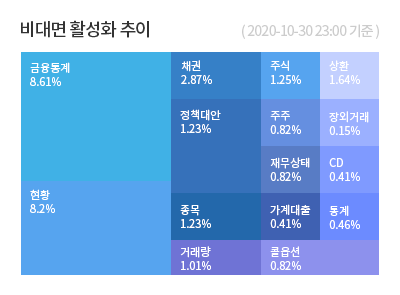 비대면 활성화 추이
( 2020-10-30 23:00 기준 )
금융통계
8.61%
채권
2.87%
주식
1.25%
상환
1.64%
정책대안
1.23%
주주
0.82%
장외거래
0.15%
재무상태
0.82%
CD
0.41%
현황
8.2%
종목
1.23%
가계대출
0.41%
통계
0.46%
거래량
1.01%
콜옵션
0.82%